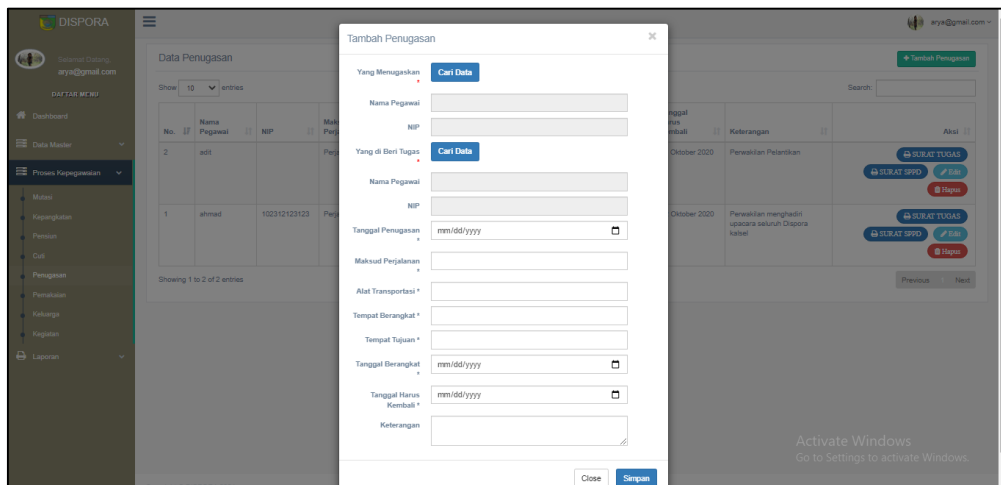 DISPORA
arya@gmail.com
Selamat Datang,
arya@gmail.com
DAFTAR MENU
Dashboard
Data Master
Proses Kepegawaian
Mutasi
Kepangkatan
Pensiun
Cuti
Penugasan
Pemakaian
Keluarga
Kegiatan
Laporan
Data Penugasan
+ Tambah Penugasan
Show 10 entries
Search:
No. Nama Pegawai NIP Keterangan Aksi
2 adit Oktober 2020 Perwakilan Pelantikan
SURAT TUGAS
SURAT SPPD Edit
Hapus
1 ahmad 102312123123 Oktober 2020 Perwakilan menghadiri
upacara seluruh Dispora
kalsel
SURAT TUGAS
SURAT SPPD Edit
Hapus
Showing 1 to 2 of 2 entries
Previous 1 Next
Tambah Penugasan ×
Yang Menugaskan * Cari Data
Nama Pegawai
NIP
Yang di Beri Tugas * Cari Data
Nama Pegawai
NIP
Tanggal Penugasan * mm/dd/yyyy
Maksud Perjalanan *
Alat Transportasi *
Tempat Berangkat *
Tempat Tujuan *
Tanggal Berangkat * mm/dd/yyyy
Tanggal Harus
Kembali * mm/dd/yyyy
Keterangan
Close Simpan
Activate Windows
Go to Settings to activate Windows.